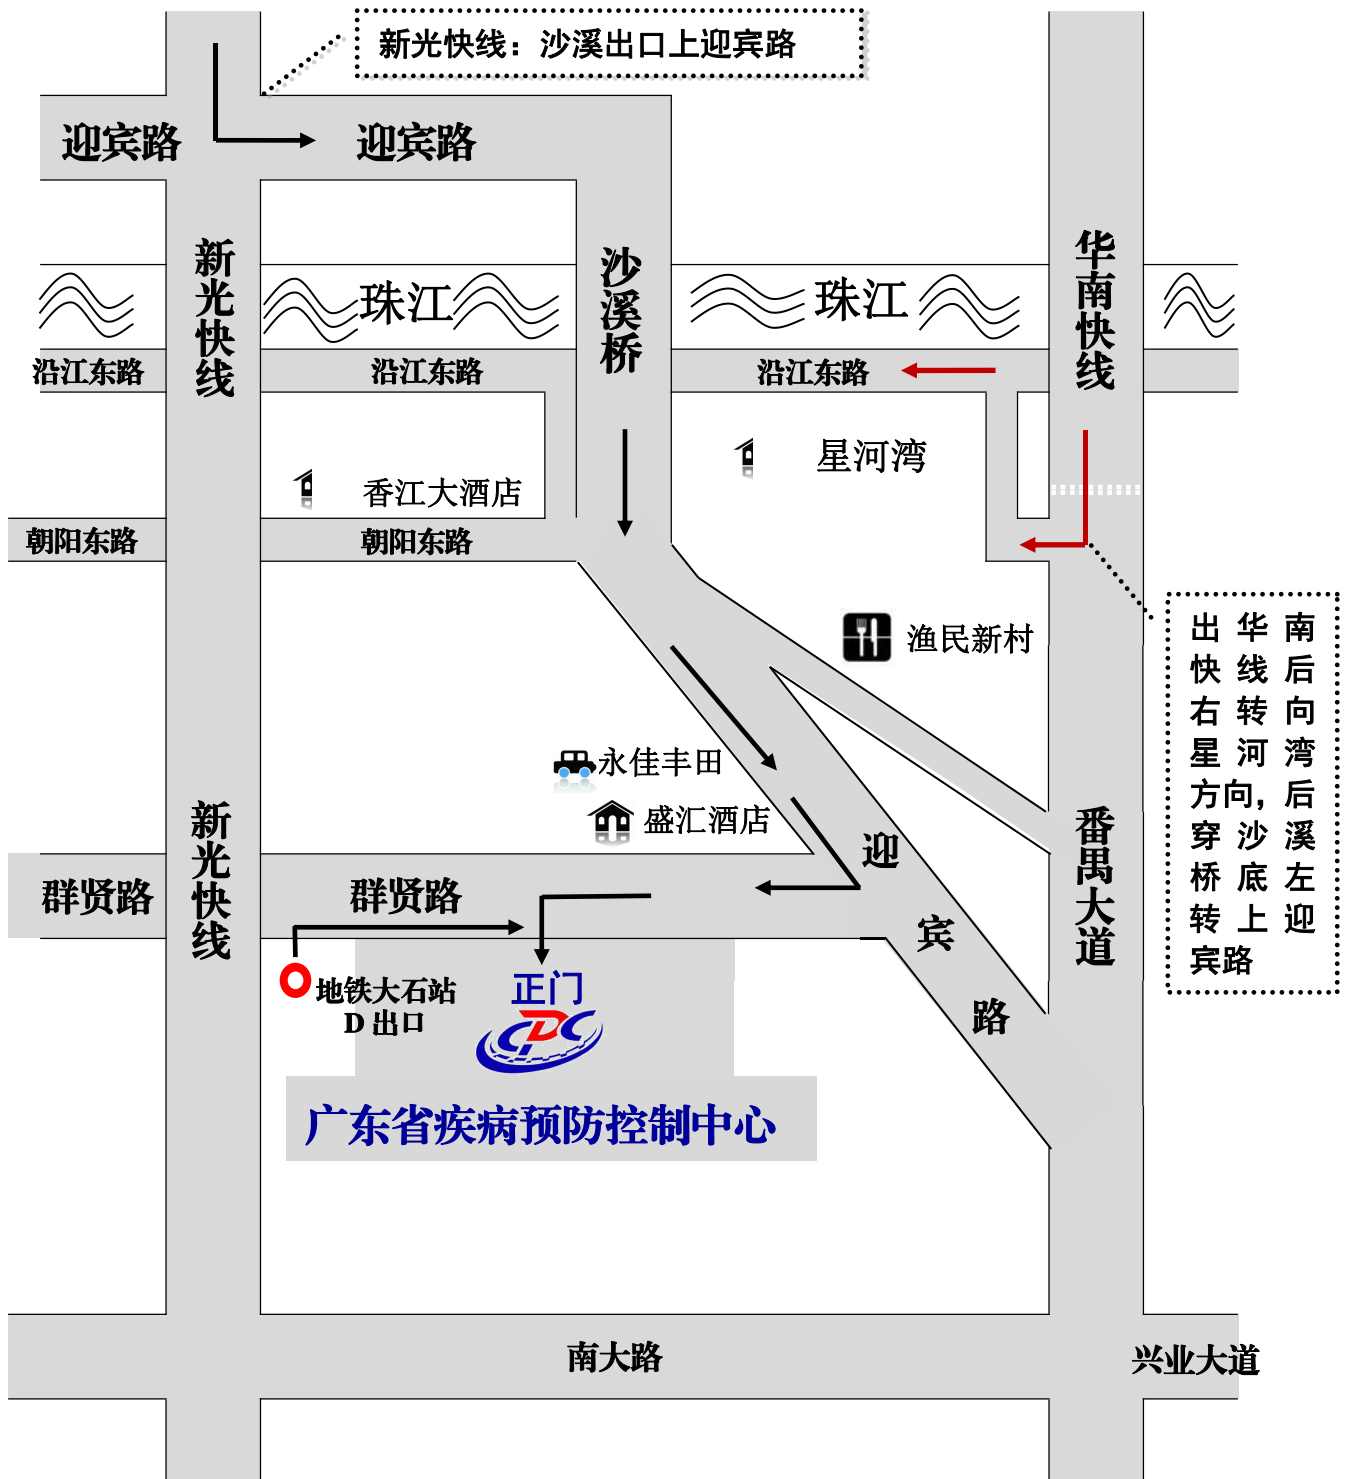 新光快线：沙溪出口上迎宾路
迎宾路
迎宾路
新光快线
沙溪桥
华南快线
珠江
珠江
沿江东路
沿江东路
沿江东路
星河湾
香江大酒店
朝阳东路
朝阳东路
渔民新村
出华南
快线后
右转向
星河湾
方向，后
穿沙溪
桥底左
转上迎
宾路
永佳丰田
盛汇酒店
新光快线
迎宾路
番禺大道
群贤路
群贤路
地铁大石站
D 出口
正门
CDC
广东省疾病预防控制中心
南大路
兴业大道